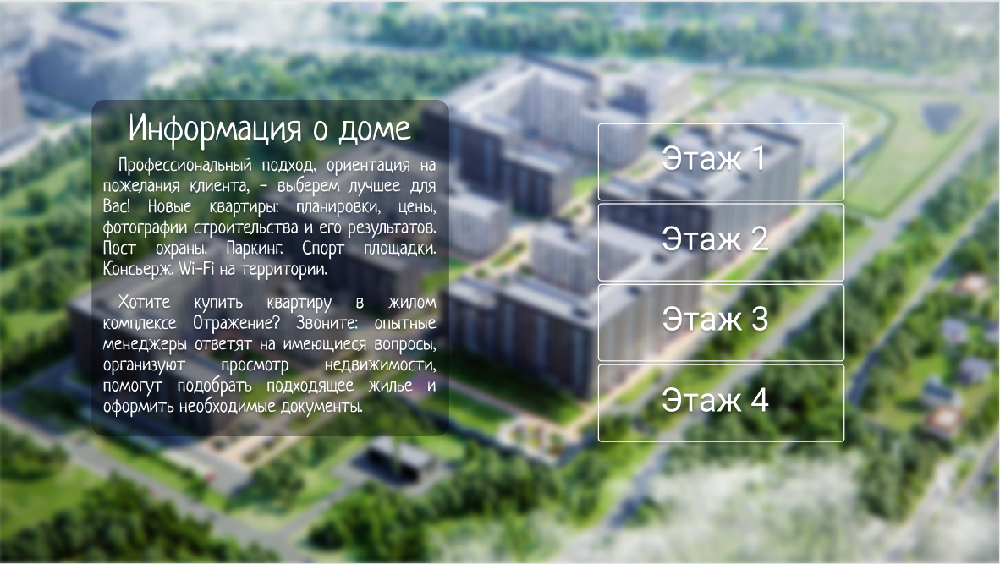 Информация о доме
Профессиональный подход, ориентация на
пожелания клиента, - выберем лучшее для
Вас! Новые квартиры: планировки, цены,
фотографии строительства и его результатов.
Пост охраны. Паркинг. Спорт площадки.
Консьерж. Wi-Fi на территории.
Хотите купить квартиру в жилом
комплексе Отражение? Звоните: опытные
менеджеры ответят на имеющиеся вопросы,
организуют просмотр недвижимости,
помогут подобрать подходящее жилье и
оформить необходимые документы.
Этаж 1
Этаж 2
Этаж 3
Этаж 4